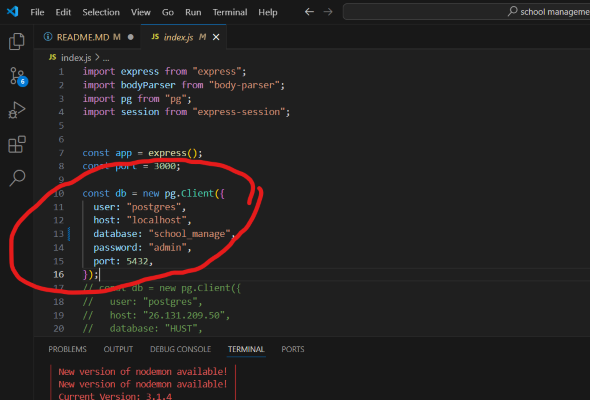 File Edit Selection View Go Run Terminal Help school manageme
README.MD M index.js M
JS index.js > ...
1 import express from "express";
2 import bodyParser from "body-parser";
3 import pg from "pg";
4 import session from "express-session";
5
6
7 const app = express();
8 const port = 3000;
9
10 const db = new pg.Client({
11 user: "postgres",
12 host: "localhost",
13 database: "school_manage",
14 password: "admin",
15 port: 5432,
16 });
17 // const db = new pg.Client({
18 // user: "postgres",
19 // host: "26.131.209.50",
20 // database: "HUST",
6
PROBLEMS OUTPUT DEBUG CONSOLE TERMINAL PORTS
New version of nodemon available!
New version of nodemon available!
Current Version: 3.1.4